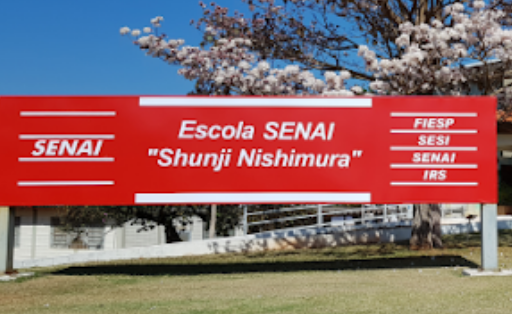 SENAI
Escola SENAI
"Shunji Nishimura"
FIESP
SESI
SENAI
IRS